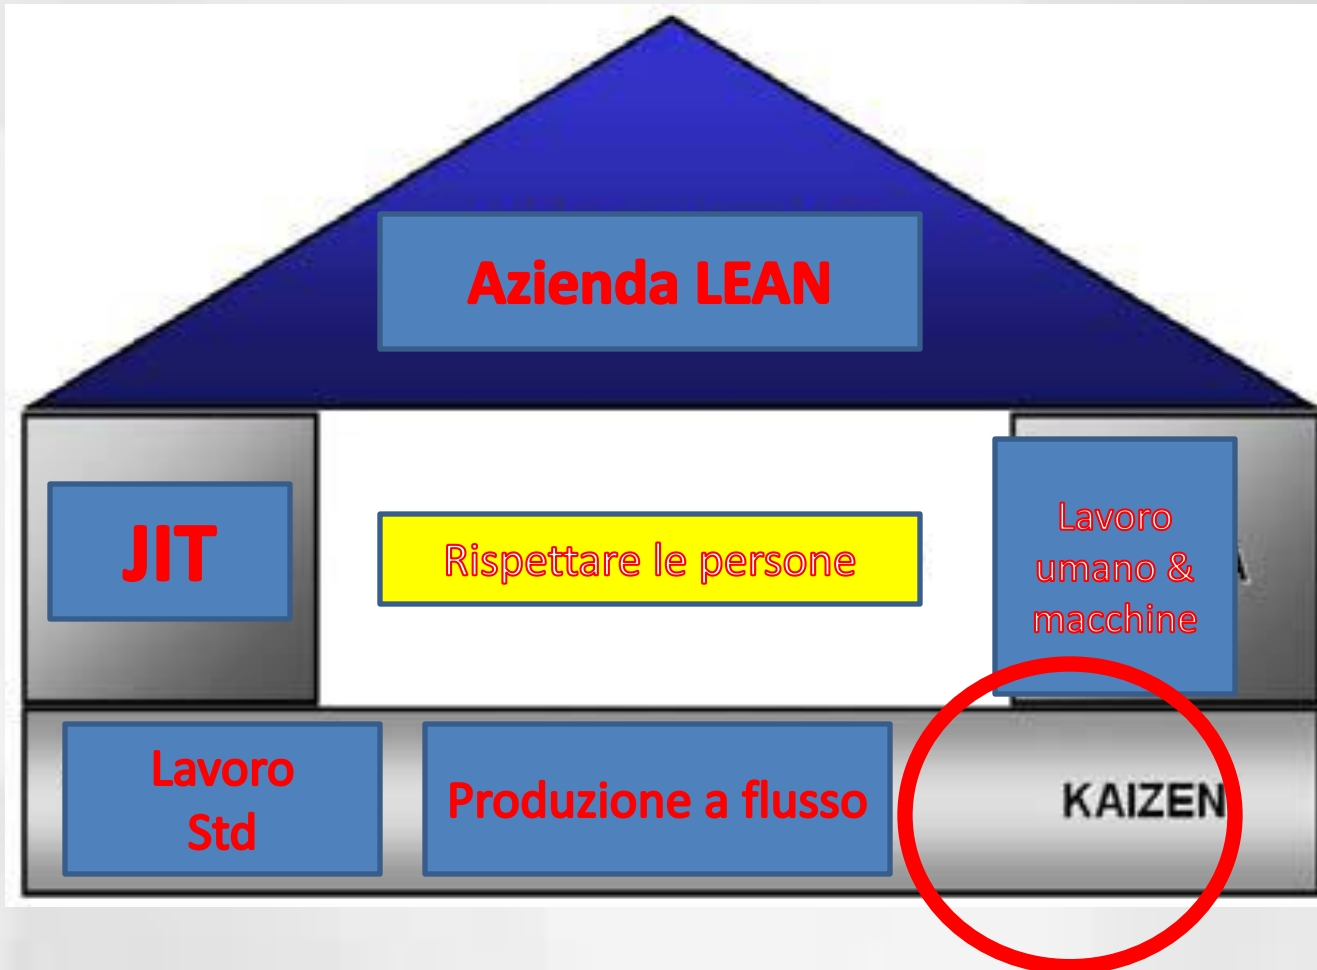 Azienda LEAN
JIT
Rispettare le persone
Lavoro
umano &
macchine
Lavoro
Std
Produzione a flusso
KAIZEN